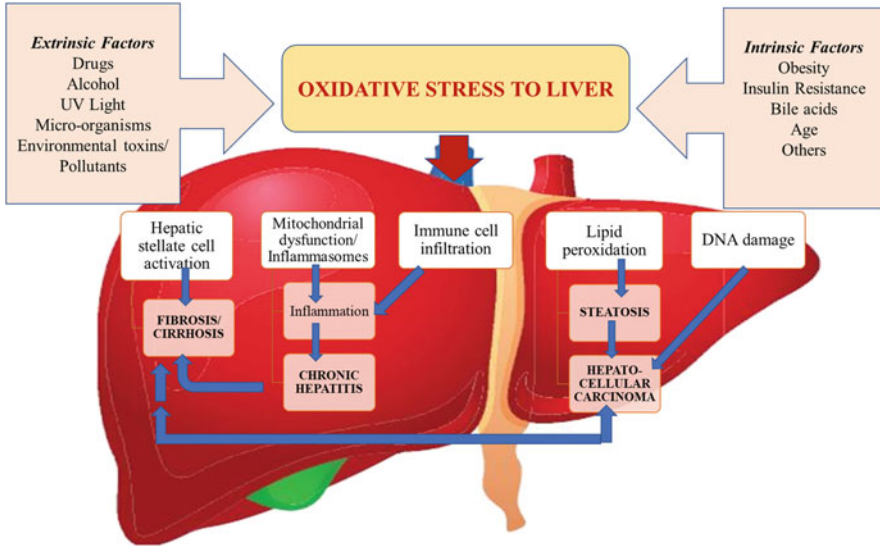 Extrinsic Factors
Drugs
Alcohol
UV Light
Micro-organisms
Environmental toxins/
Pollutants
OXIDATIVE STRESS TO LIVER
Intrinsic Factors
Obesity
Insulin Resistance
Bile acids
Age
Others
Hepatic
stellate cell
activation
Mitochondrial
dysfunction/
Inflammasomes
Immune cell
infiltration
Lipid
peroxidation
DNA damage
FIBROSIS/
CIRRHOSIS
Inflammation
STEATOSIS
CHRONIC
HEPATITIS
HEPATO-
CELLULAR
CARCINOMA